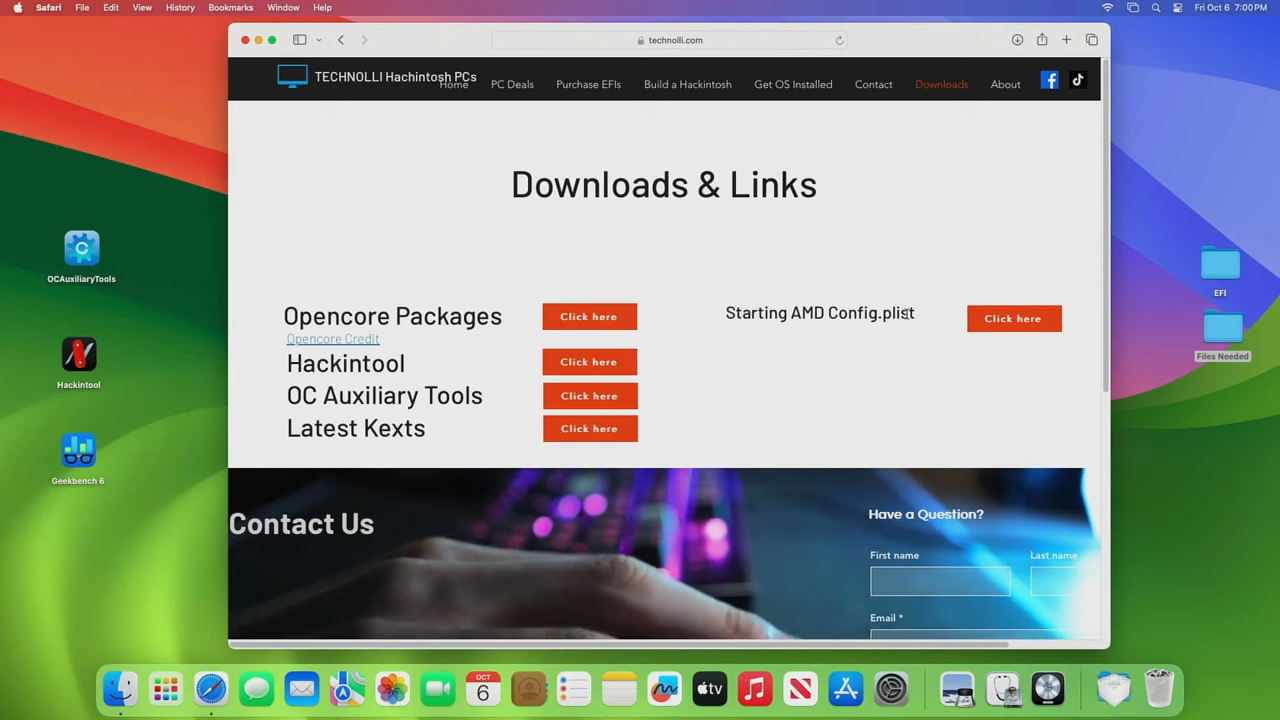 Safari File Edit View History Bookmarks Window Help Fri Oct 6 7:00 PM
technolli.com
TECHNOLLI Hachintosh PCs
Home PC Deals Purchase EFIs Build a Hackintosh Get OS Installed Contact Downloads About
Downloads & Links
Opencore Packages Click here
Opencore Credit
Hackintool Click here
OC Auxiliary Tools Click here
Latest Kexts Click here
Starting AMD Config.plist Click here
Contact Us
Have a Question?
First name Last name
Email *
OCAuxiliaryTools
Hackintool
Geekbench 6
EFI
Files Needed
OCT
6
tv